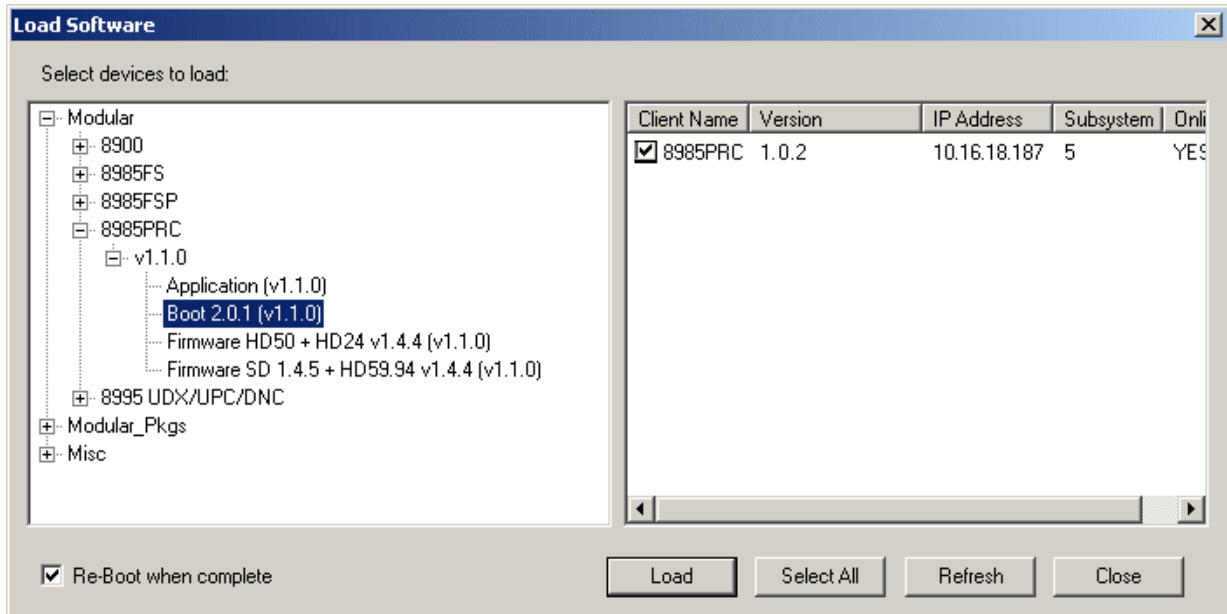 Load Software
Select devices to load:
Modular
8900
8985FS
8985FSP
8985PRC
v1.1.0
Application (v1.1.0)
Boot 2.0.1 (v1.1.0)
Firmware HD50 + HD24 v1.4.4 (v1.1.0)
Firmware SD 1.4.5 + HD59.94 v1.4.4 (v1.1.0)
8995 UDX/UPC/DNC
Modular_Pkgs
Misc
Client Name Version IP Address Subsystem Onli
8985PRC 1.0.2 10.16.18.187 5 YES
Re-Boot when complete
Load Select All Refresh Close